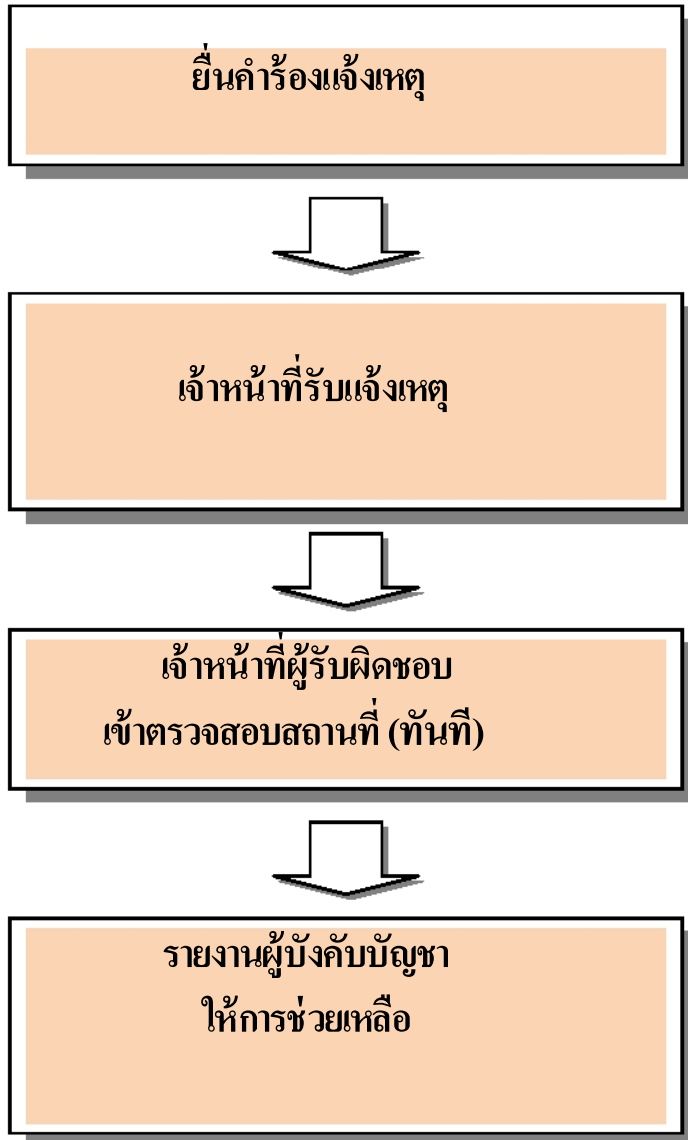 ยื่นคำร้องแจ้งเหตุ
เจ้าหน้าที่รับแจ้งเหตุ
เจ้าหน้าที่ผู้รับผิดชอบ
เข้าตรวจสอบสถานที่ (ทันที)
รายงานผู้บังคับบัญชา
ให้การช่วยเหลือ